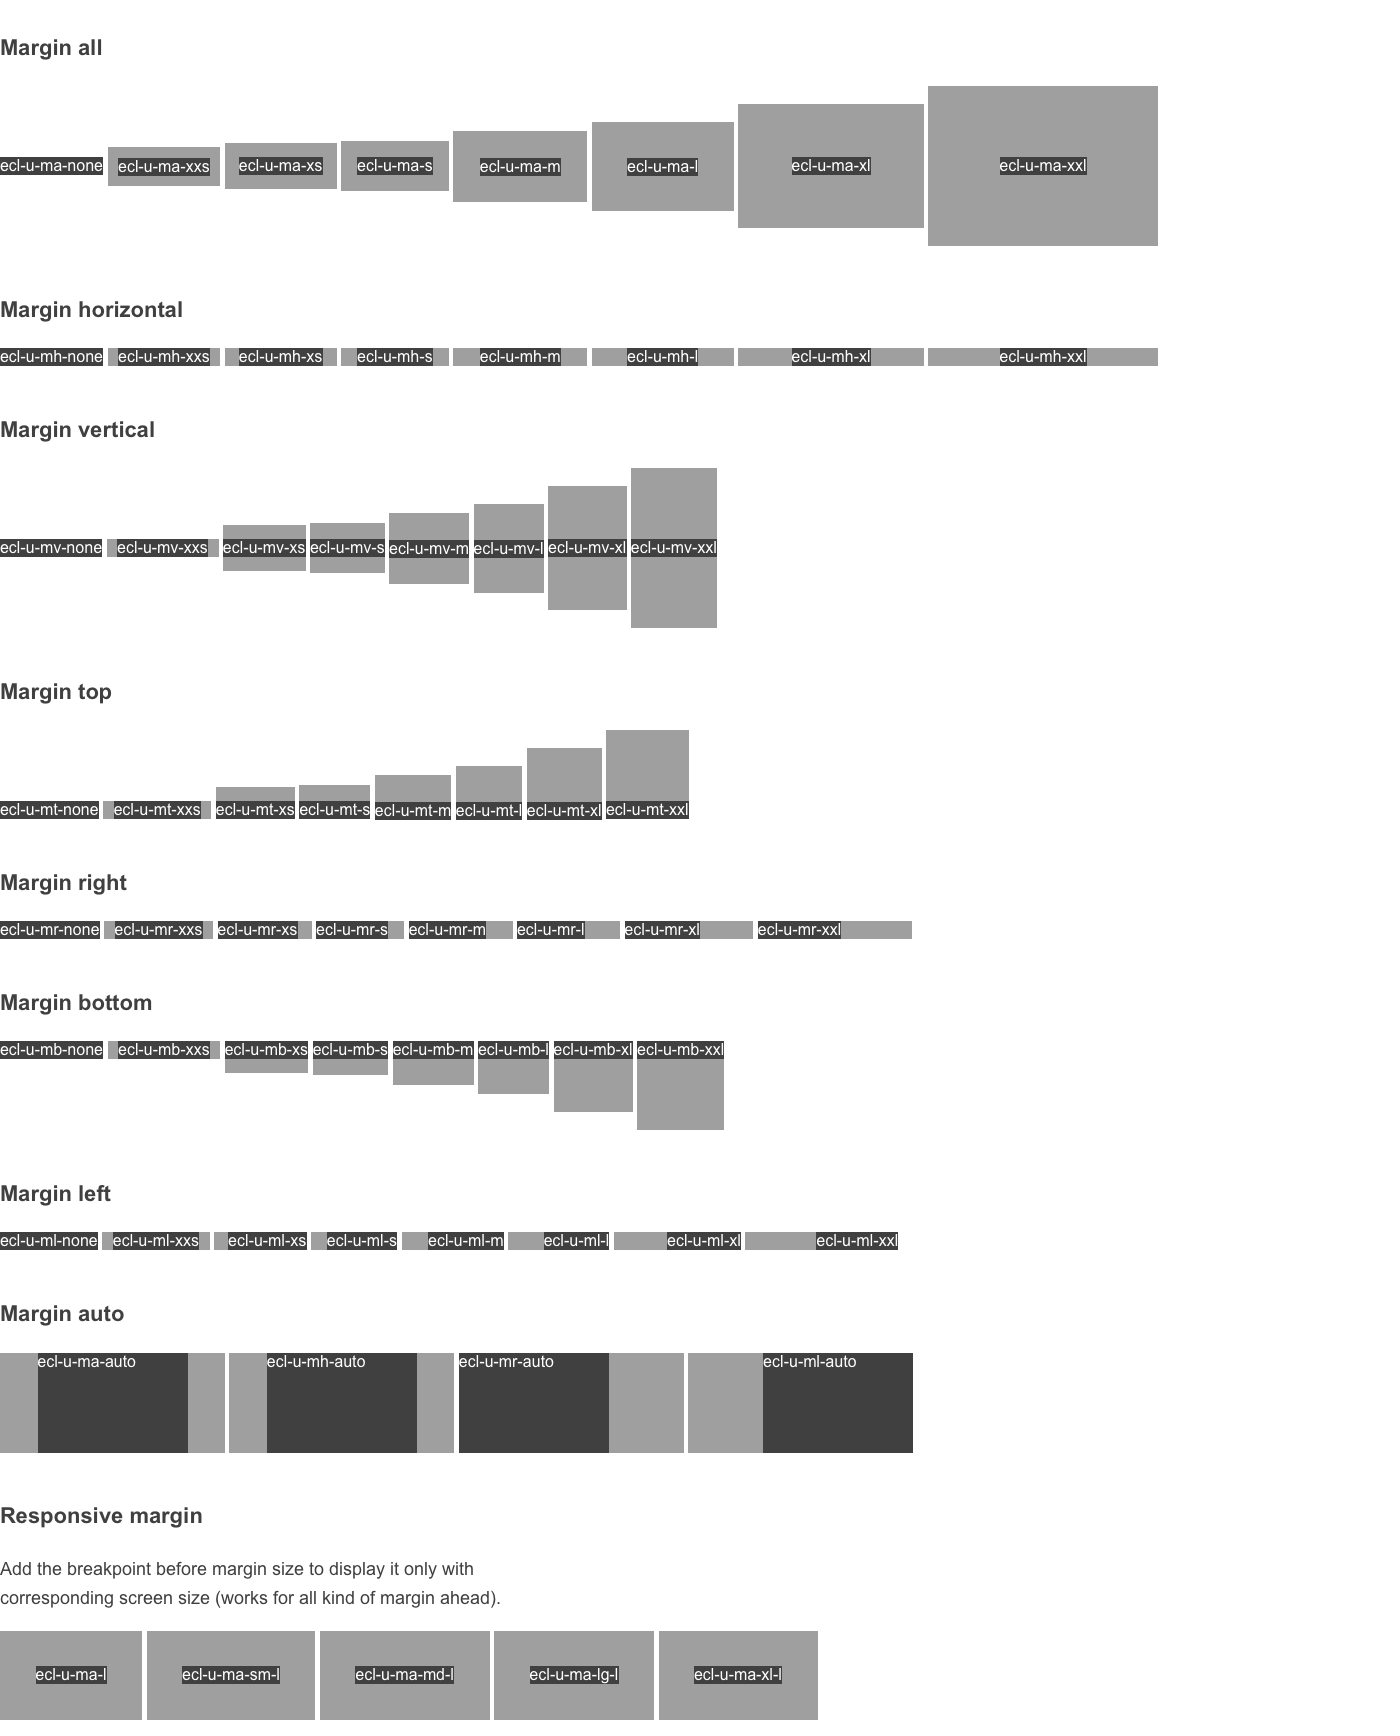 Margin all
ecl-u-ma-none ecl-u-ma-xxs ecl-u-ma-xs ecl-u-ma-s ecl-u-ma-m ecl-u-ma-l ecl-u-ma-xl ecl-u-ma-xxl
Margin horizontal
ecl-u-mh-none ecl-u-mh-xxs ecl-u-mh-xs ecl-u-mh-s ecl-u-mh-m ecl-u-mh-l ecl-u-mh-xl ecl-u-mh-xxl
Margin vertical
ecl-u-mv-none ecl-u-mv-xxs ecl-u-mv-xs ecl-u-mv-s ecl-u-mv-m ecl-u-mv-l ecl-u-mv-xl ecl-u-mv-xxl
Margin top
ecl-u-mt-none ecl-u-mt-xxs ecl-u-mt-xs ecl-u-mt-s ecl-u-mt-m ecl-u-mt-l ecl-u-mt-xl ecl-u-mt-xxl
Margin right
ecl-u-mr-none ecl-u-mr-xxs ecl-u-mr-xs ecl-u-mr-s ecl-u-mr-m ecl-u-mr-l ecl-u-mr-xl ecl-u-mr-xxl
Margin bottom
ecl-u-mb-none ecl-u-mb-xxs ecl-u-mb-xs ecl-u-mb-s ecl-u-mb-m ecl-u-mb-l ecl-u-mb-xl ecl-u-mb-xxl
Margin left
ecl-u-ml-none ecl-u-ml-xxs ecl-u-ml-xs ecl-u-ml-s ecl-u-ml-m ecl-u-ml-l ecl-u-ml-xl ecl-u-ml-xxl
Margin auto
ecl-u-ma-auto ecl-u-mh-auto ecl-u-mr-auto ecl-u-ml-auto
Responsive margin
Add the breakpoint before margin size to display it only with
corresponding screen size (works for all kind of margin ahead).
ecl-u-ma-l ecl-u-ma-sm-l ecl-u-ma-md-l ecl-u-ma-lg-l ecl-u-ma-xl-l